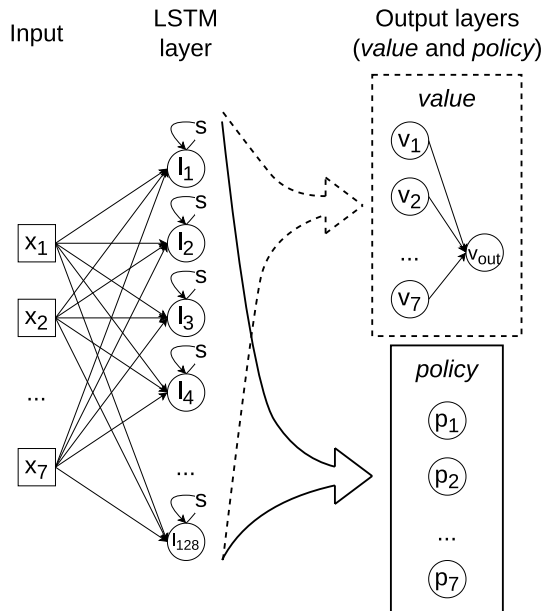 Input
LSTM
layer
Output layers
(value and policy)
value
s
l1
v1
s
l2
v2
x1
vout
s
l3
...
x2
v7
s
l4
policy
...
p1
x7
...
p2
s
l128
...
p7